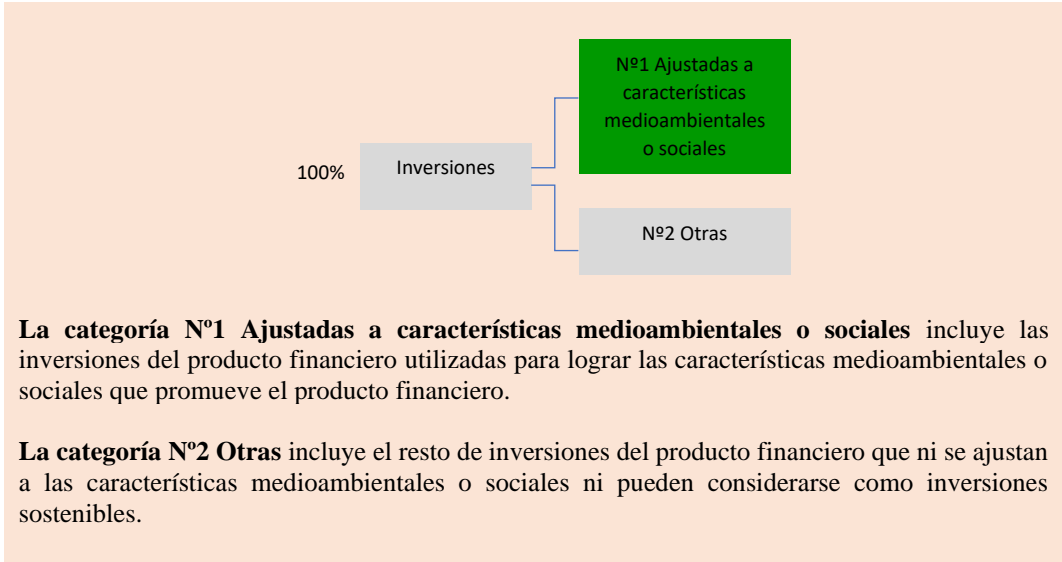 Nº1 Ajustadas a
características
medioambientales
o sociales
100%
Inversiones
Nº2 Otras
La categoría Nº1 Ajustadas a características medioambientales o sociales incluye las
inversiones del producto financiero utilizadas para lograr las características medioambientales o
sociales que promueve el producto financiero.
La categoría Nº2 Otras incluye el resto de inversiones del producto financiero que ni se ajustan
a las características medioambientales o sociales ni pueden considerarse como inversiones
sostenibles.